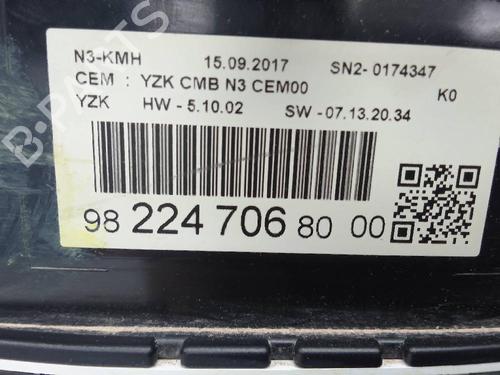 N3-KMH 15.09.2017 SN2- 0174347
CEM : YZK CMB N3 CEM00 K0
YZK HW - 5.10.02 SW - 07.13.20.34
98 224 706 80 00
B-PARTS